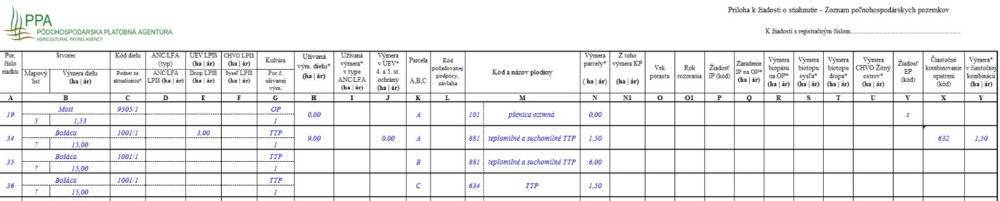 PPA
PÔDOHOSPODÁRSKA PLATOBNÁ AGENTÚRA
AGRICULTURAL PAYING AGENCY
Príloha k žiadosti o stiahnutie - Zoznam poľnohospodárskych pozemkov
K žiadosti s registračným číslom
Por. číslo riadku | Štvorec | Kód dielu | ANC/LFA (typ) | UEV LPIS (ha | ár) | CHVO LPIS (ha | ár) | Kultúra | Užívaná vým. dielu* (ha | ár) | Užívaná výmera* v type ANC/LFA (ha | ár) | Výmera v ÚEV* 4. a 5. st. ochrany (ha | ár) | Parcela A,B,C | Kód požadovanej podpory, závlaha | Kód a názov plodiny | Výmera parcely* (ha | ár) | Z toho výmera KP (ha | ár) | Vek porastu | Rok rozorania | Žiadosť IP (kód) | Zaradenie IP na OP* (ha | ár) | Výmera biopásu na OP* (ha | ár) | Výmera biotopu sysľa* (ha | ár) | Výmera biotopu dropa* (ha | ár) | Výmera CHVO Žitný ostrov* (ha | ár) | Žiadosť EP (kód) | Čiastočné kombinovanie opatrení (kód) | Výmera* v čiastočnej kombinácii (ha | ár)
Mapový list | Výmera dielu (ha | ár) | Podnet na aktualizáciu* | ANC/LFA LPIS (ha | ár) | Drop LPIS (ha | ár) | Syseľ LPIS (ha | ár) | Por.č. užívanej vým.
A B C D E F G H I J K L M N N1 O O1 P Q R S T U V X Y
19 Most 9305/1 OP 0,00 A 101 pšenica ozimná 0,00 s
5 1,53 1
34 Bošáca 1001/1 3,00 TTP 9,00 0,00 A 881 teplomilné a suchomilné TTP 1,50 632 1,50
7 15,00 1
35 Bošáca 1001/1 TTP B 881 teplomilné a suchomilné TTP 6,00
7 15,00 1
36 Bošáca 1001/1 TTP C 634 TTP 1,50
7 15,00 1